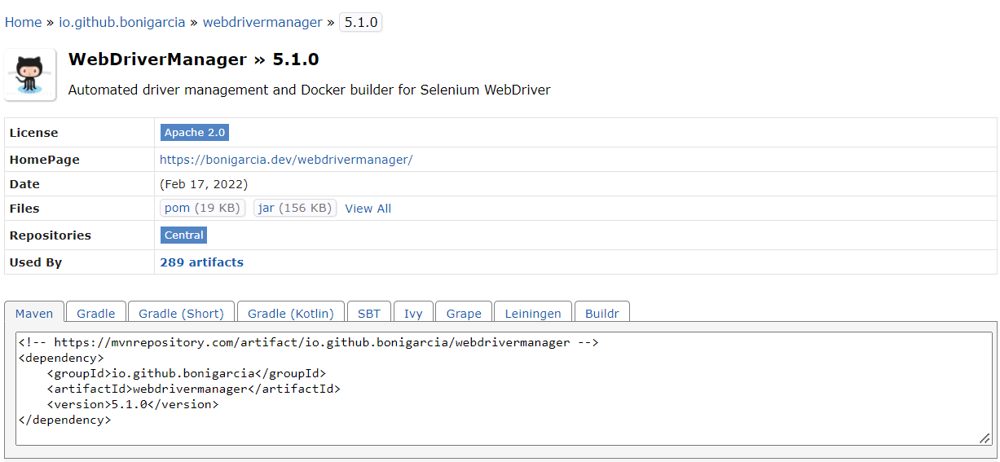 Home » io.github.bonigarcia » webdrivermanager » 5.1.0
WebDriverManager » 5.1.0
Automated driver management and Docker builder for Selenium WebDriver
License Apache 2.0
HomePage https://bonigarcia.dev/webdrivermanager/
Date (Feb 17, 2022)
Files pom (19 KB) jar (156 KB) View All
Repositories Central
Used By 289 artifacts
Maven Gradle Gradle (Short) Gradle (Kotlin) SBT Ivy Grape Leiningen Buildr
<!-- https://mvnrepository.com/artifact/io.github.bonigarcia/webdrivermanager -->
<dependency>
    <groupId>io.github.bonigarcia</groupId>
    <artifactId>webdrivermanager</artifactId>
    <version>5.1.0</version>
</dependency>